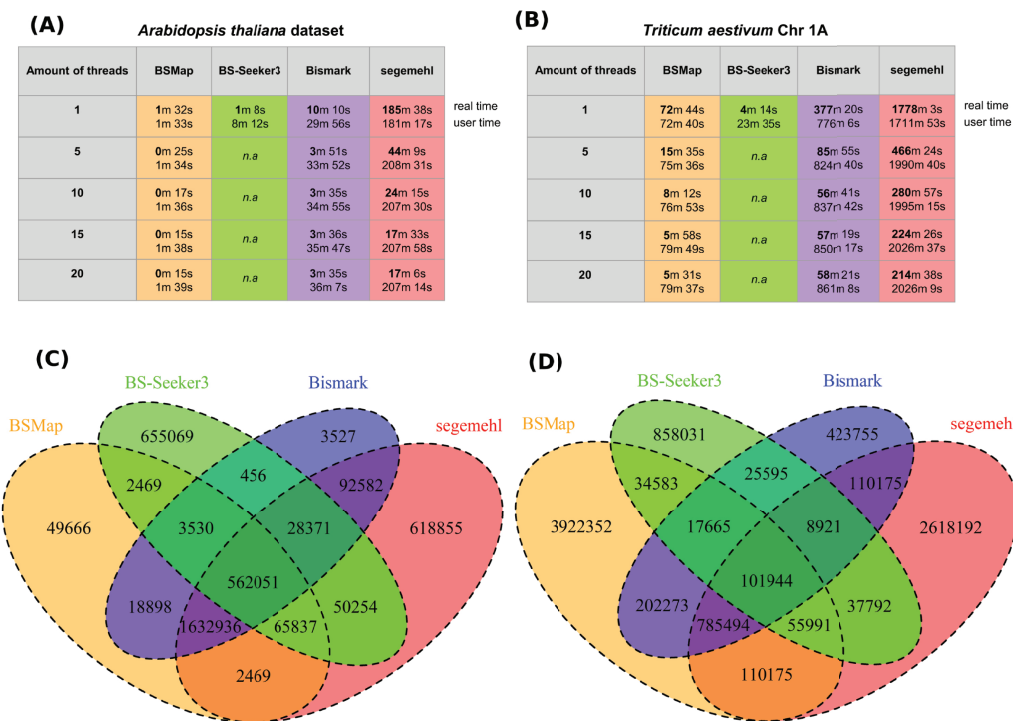 (A)
Arabidopsis thaliana dataset
Amount of threads BSMap BS-Seeker3 Bismark segemehl
1 1m 32s 1m 8s 10m 10s 185m 38s real time
1m 33s 8m 12s 29m 56s 181m 17s user time
5 0m 25s n.a 3m 51s 44m 9s
1m 34s 33m 52s 208m 31s
10 0m 17s n.a 3m 35s 24m 15s
1m 36s 34m 55s 207m 30s
15 0m 15s n.a 3m 36s 17m 33s
1m 38s 35m 47s 207m 58s
20 0m 15s n.a 3m 35s 17m 6s
1m 39s 36m 7s 207m 14s
(B)
Triticum aestivum Chr 1A
Amount of threads BSMap BS-Seeker3 Bismark segemehl
1 72m 44s 4m 14s 377m 20s 1778m 3s real time
72m 40s 23m 35s 776m 6s 1711m 53s user time
5 15m 35s n.a 85m 55s 466m 24s
75m 36s 824m 40s 1990m 40s
10 8m 12s n.a 56m 41s 280m 57s
76m 53s 837m 42s 1995m 15s
15 5m 58s n.a 57m 19s 224m 26s
79m 49s 850m 17s 2026m 37s
20 5m 31s n.a 58m 21s 214m 38s
79m 37s 861m 8s 2026m 9s
(C)
BS-Seeker3 Bismark
BSMap segemehl
655069 3527
2469 456 92582
49666 3530 28371 618855
562051
18898 50254
1632936 65837
2469
(D)
BS-Seeker3 Bismark
BSMap segemehl
858031 423755
34583 25595 110175
3922352 17665 8921 2618192
101944
202273 37792
785494 55991
110175